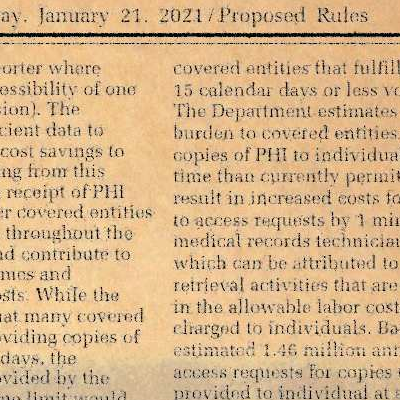 ay, January 21, 2021 / Proposed Rules
orter where
essibility of one
sion). The
cient data to
cost savings to
ng from this
receipt of PHI
er covered entities
throughout the
nd contribute to
mes and
osts. While the
hat many covered
viding copies of
days, the
ovided by the
me limit would
covered entities that fulfill
15 calendar days or less vo
The Department estimates
burden to covered entities
copies of PHI to individua
time than currently permit
result in increased costs fo
to access requests by 1 min
medical records technician
which can be attributed to
retrieval activities that are
in the allowable labor cost
charged to individuals. Ba
estimated 1.46 million ann
access requests for copies
provided to individual at